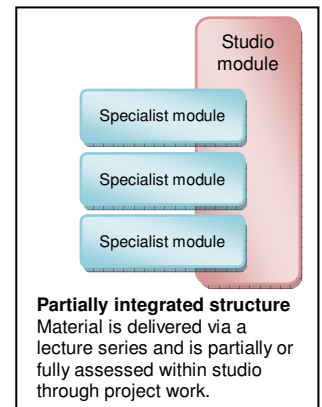 Studio
module
Specialist module
Specialist module
Specialist module
Partially integrated structure
Material is delivered via a
lecture series and is partially or
fully assessed within studio
through project work.